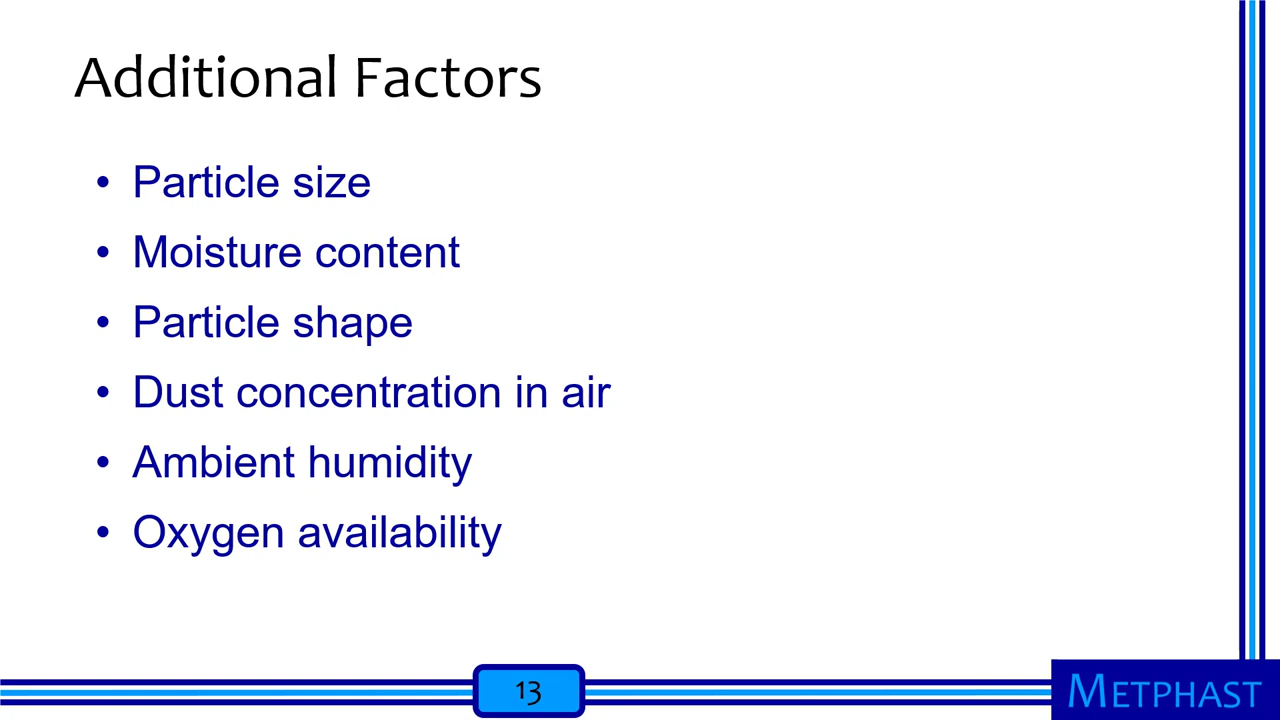 Additional Factors
• Particle size
• Moisture content
• Particle shape
• Dust concentration in air
• Ambient humidity
• Oxygen availability
13
METPHAST